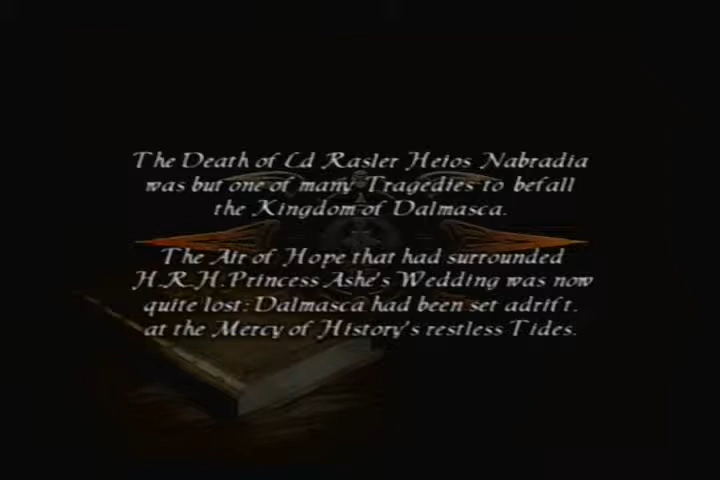 The Death of Ld Rasler Heios Nabradia
was but one of many Tragedies to befall
the Kingdom of Dalmasca.
The Air of Hope that had surrounded
H.R.H.Princess Ashe's Wedding was now
quite lost: Dalmasca had been set adrift,
at the Mercy of History's restless Tides.